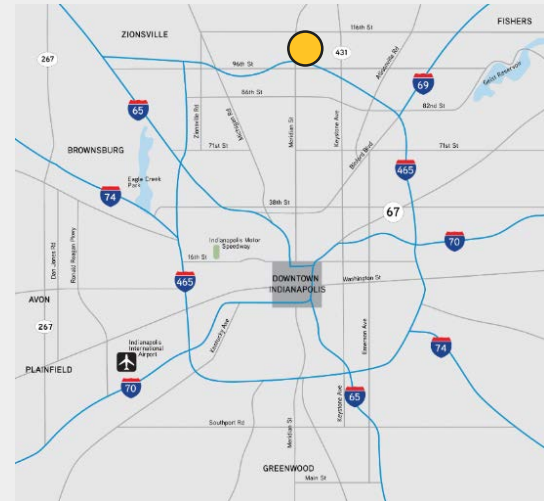 ZIONSVILLE
116th St
FISHERS
267
431
Allisonville Rd
96th St
Geist Reservoir
69
86th St
82nd St
65
Zionsville Rd
Michigan Rd
Meridian St
Keystone Ave
Binford Blvd
BROWNSBURG
71st St
71st St
465
Eagle Creek
Park
74
38th St
67
Dan Jones Rd
Ronald Reagan Pkwy
Indianapolis Motor
Speedway
70
16th St
DOWNTOWN
INDIANAPOLIS
Washington St
465
AVON
267
Kentucky Ave
Emerson Ave
Indianapolis
International
Airport
74
PLAINFIELD
70
Keystone Ave
65
Southport Rd
Meridian St
GREENWOOD
Main St